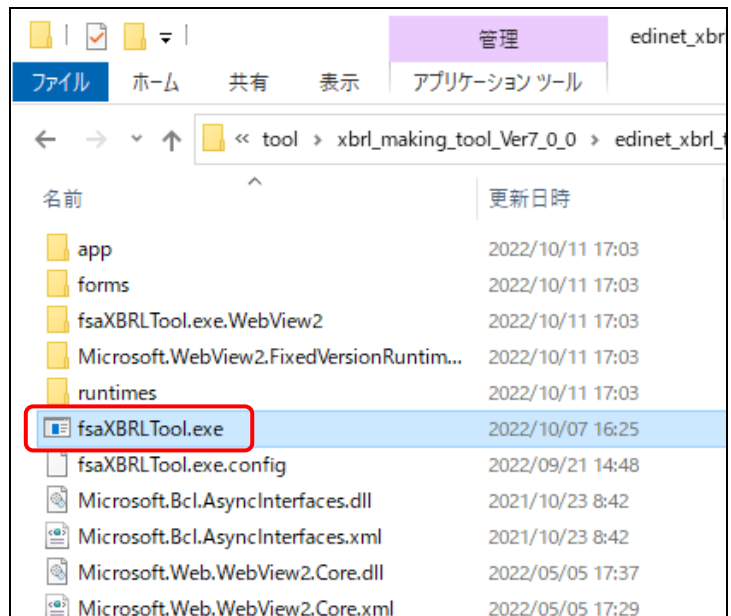 管理 edinet_xbr
ファイル ホーム 共有 表示 アプリケーション ツール
« tool › xbrl_making_tool_Ver7_0_0 › edinet_xbrl_t
名前 更新日時
app 2022/10/11 17:03
forms 2022/10/11 17:03
fsaXBRLTool.exe.WebView2 2022/10/11 17:03
Microsoft.WebView2.FixedVersionRuntim... 2022/10/11 17:03
runtimes 2022/10/11 17:03
fsaXBRLTool.exe 2022/10/07 16:25
fsaXBRLTool.exe.config 2022/09/21 14:48
Microsoft.Bcl.AsyncInterfaces.dll 2021/10/23 8:42
Microsoft.Bcl.AsyncInterfaces.xml 2021/10/23 8:42
Microsoft.Web.WebView2.Core.dll 2022/05/05 17:37
Microsoft.Web.WebView2.Core.xml 2022/05/05 17:29